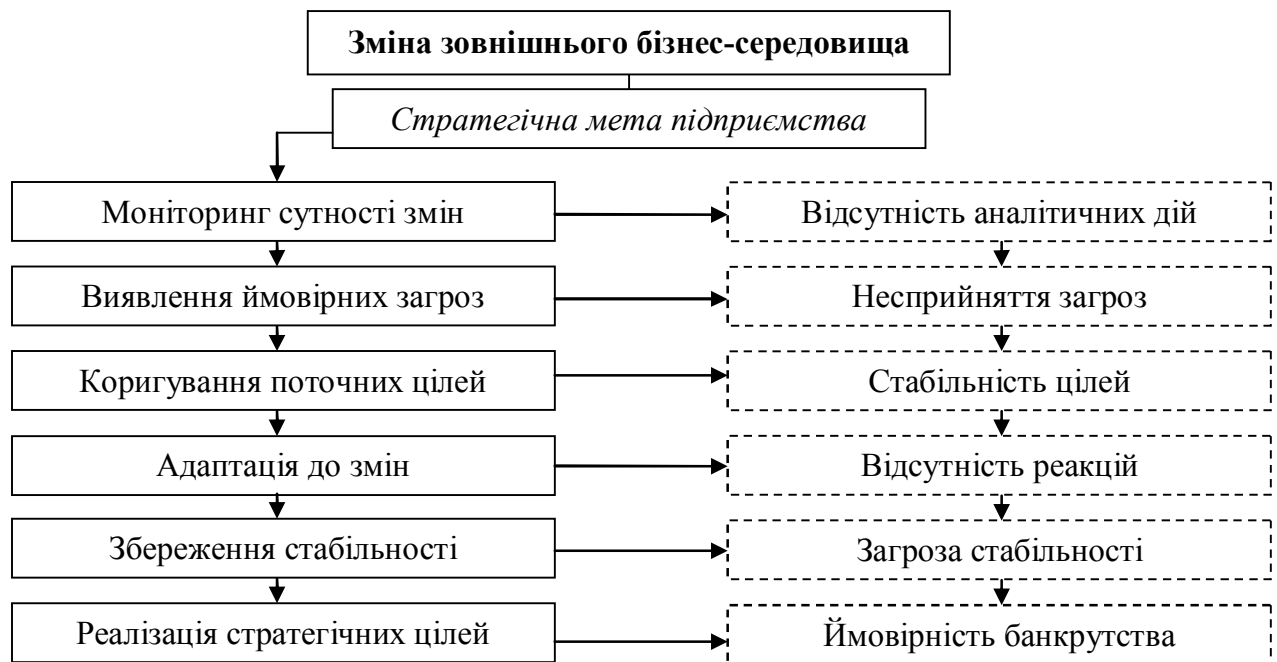 Зміна зовнішнього бізнес-середовища
Стратегічна мета підприємства
Моніторинг сутності змін
Відсутність аналітичних дій
Виявлення ймовірних загроз
Несприйняття загроз
Коригування поточних цілей
Стабільність цілей
Адаптація до змін
Відсутність реакцій
Збереження стабільності
Загроза стабільності
Реалізація стратегічних цілей
Ймовірність банкрутства